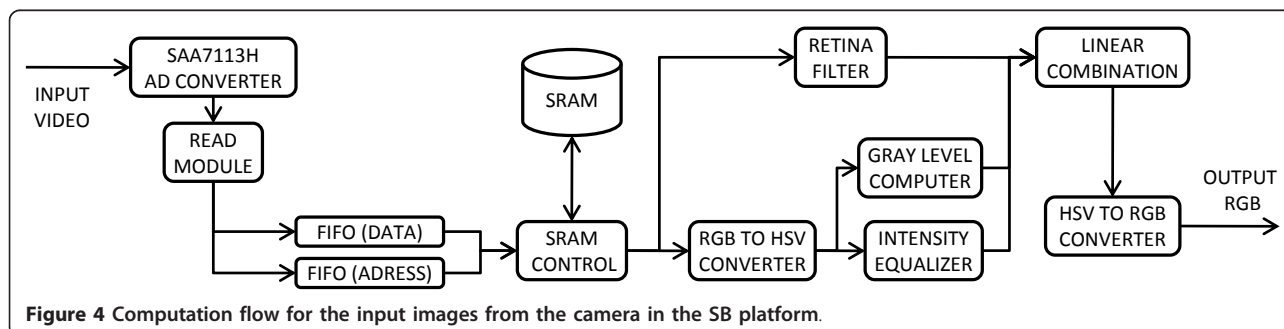 INPUT
VIDEO
SAA7113H
AD CONVERTER
READ
MODULE
FIFO (DATA)
FIFO (ADRESS)
SRAM
SRAM
CONTROL
RETINA
FILTER
RGB TO HSV
CONVERTER
GRAY LEVEL
COMPUTER
INTENSITY
EQUALIZER
LINEAR
COMBINATION
HSV TO RGB
CONVERTER
OUTPUT
RGB
Figure 4 Computation flow for the input images from the camera in the SB platform.